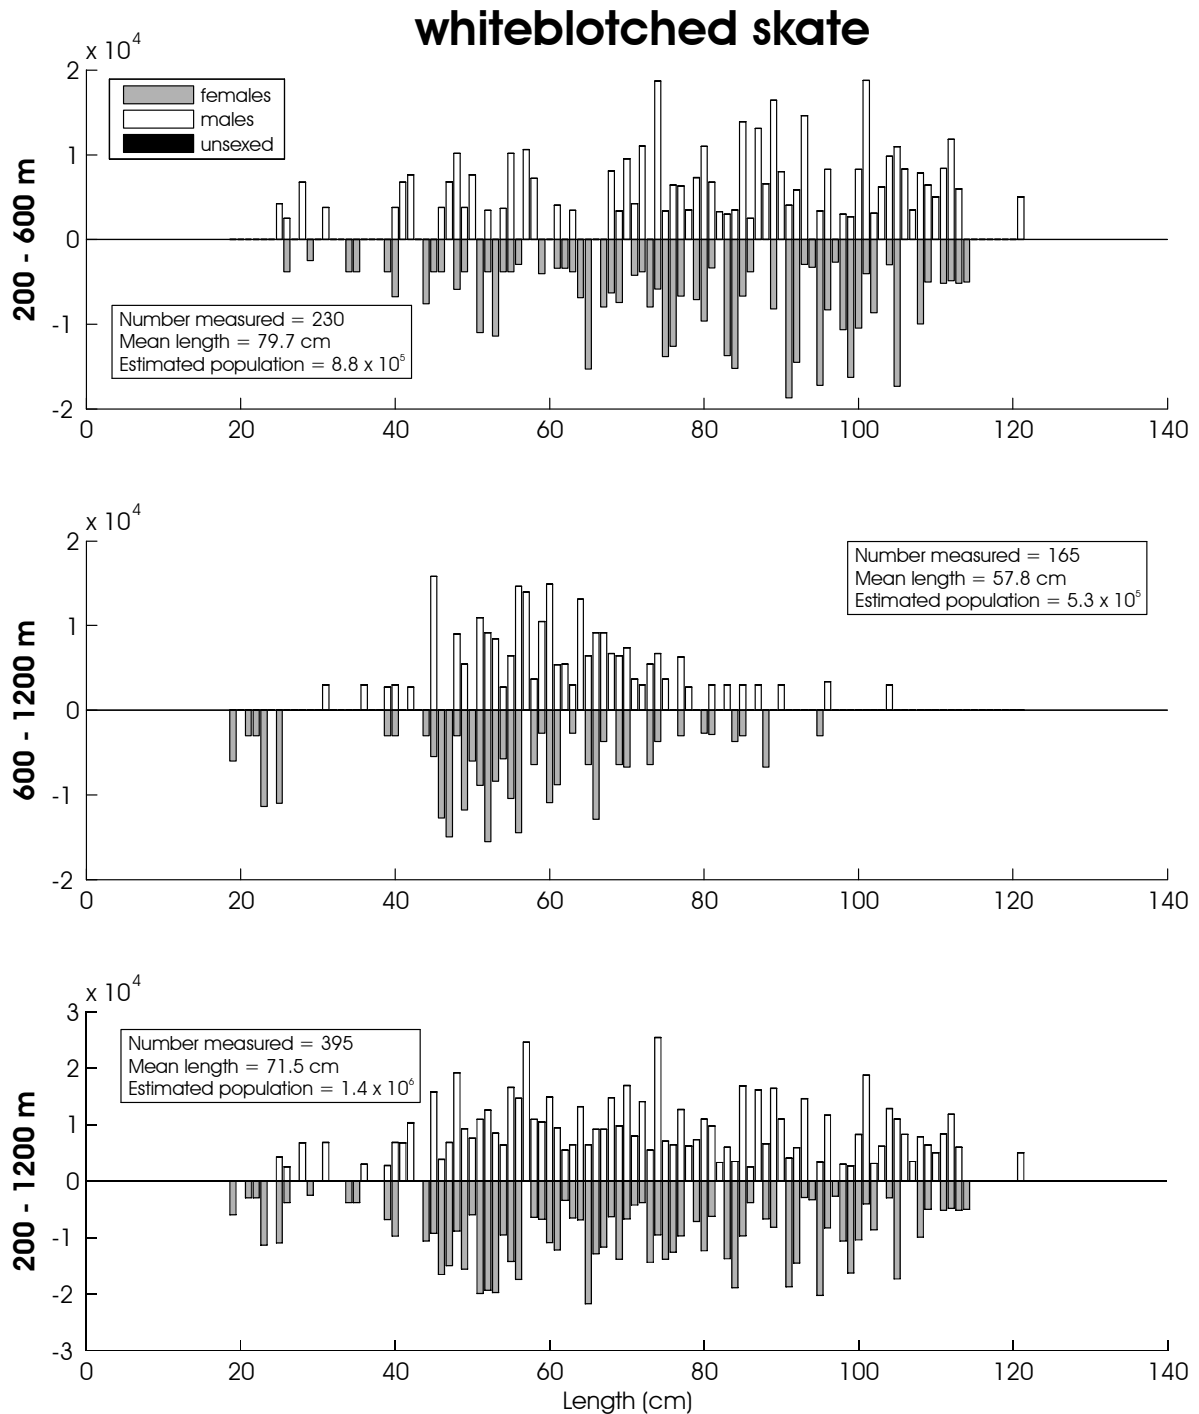 whiteblotched skate
x 10^4
2
1
0
-1
-2
200 - 600 m
females
males
unsexed
Number measured = 230
Mean length = 79.7 cm
Estimated population = 8.8 x 10^5
0 20 40 60 80 100 120 140
x 10^4
2
1
0
-1
-2
600 - 1200 m
Number measured = 165
Mean length = 57.8 cm
Estimated population = 5.3 x 10^5
0 20 40 60 80 100 120 140
x 10^4
3
2
1
0
-1
-2
-3
200 - 1200 m
Number measured = 395
Mean length = 71.5 cm
Estimated population = 1.4 x 10^6
0 20 40 60 80 100 120 140
Length (cm)